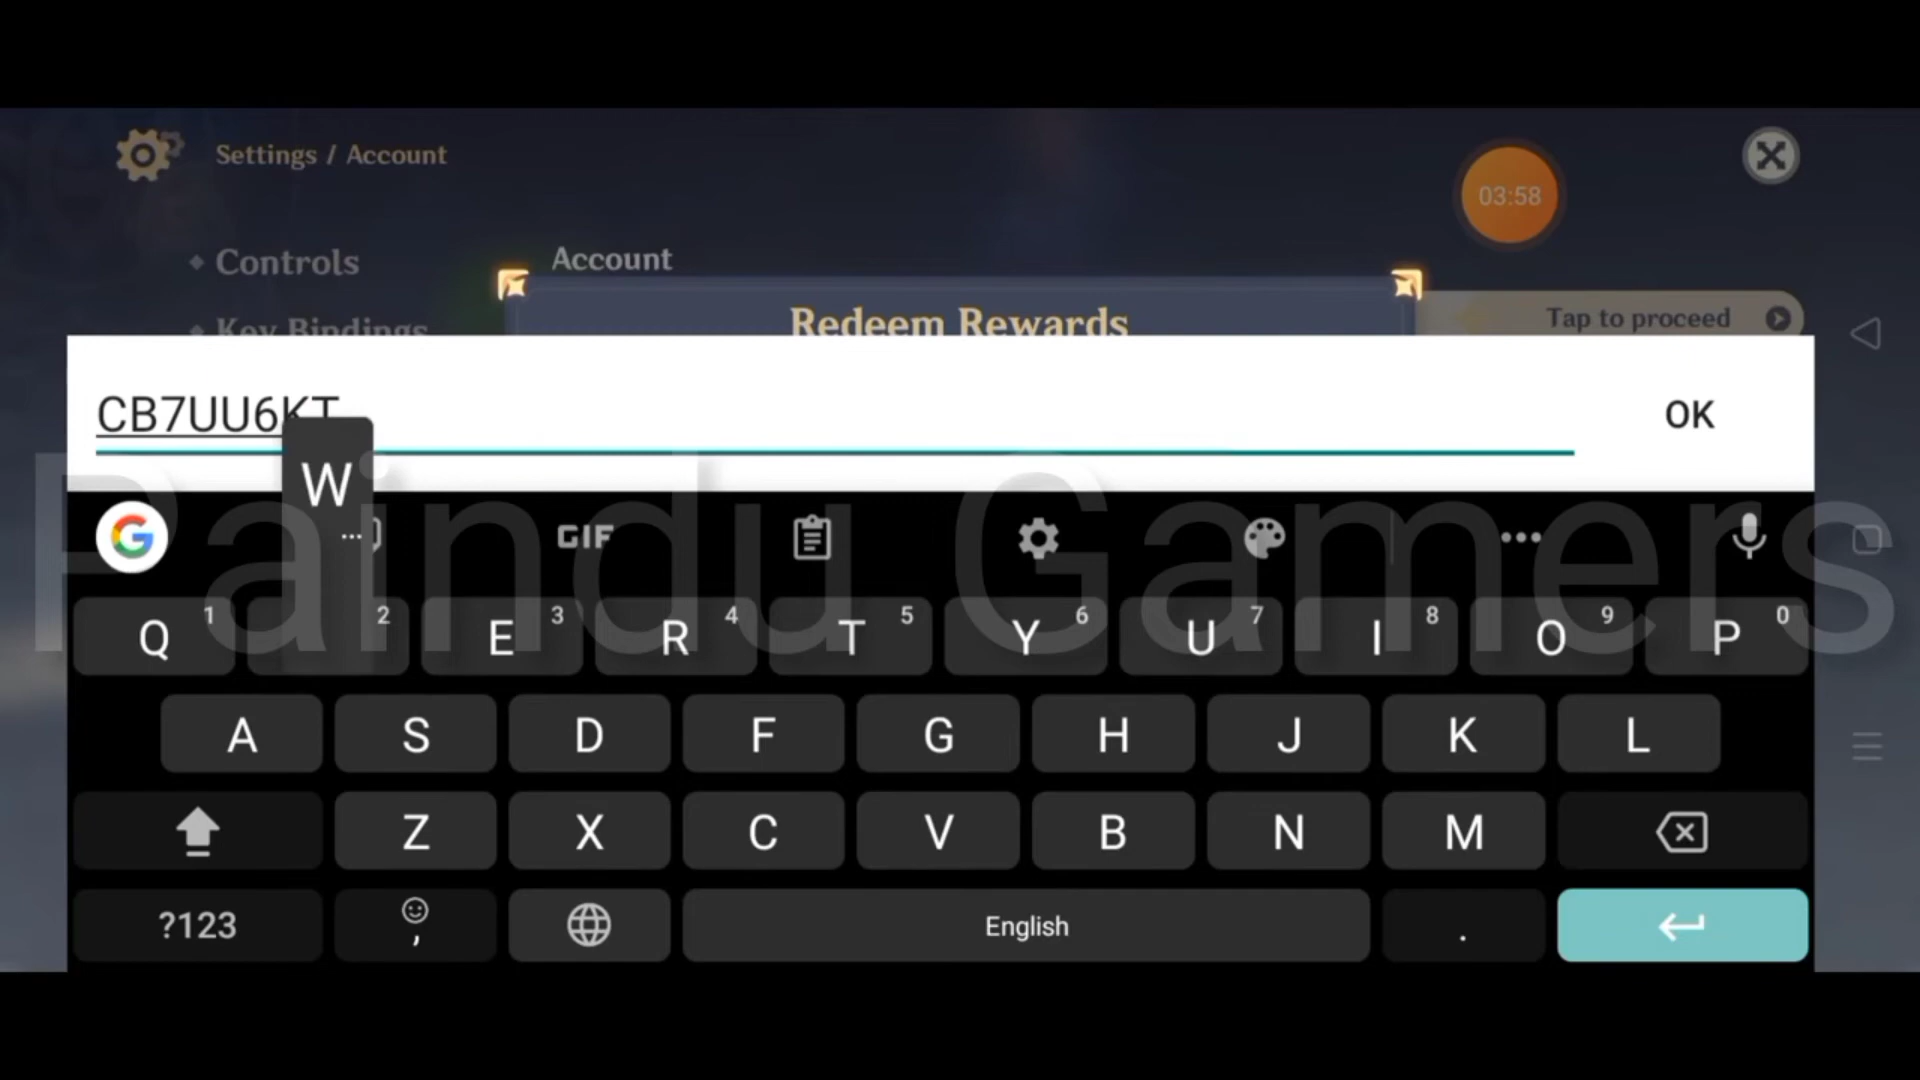 Settings / Account
03:58
Controls
Account
Key Bindings
Redeem Rewards
Tap to proceed
CB7UU6KT
OK
W
Paindu Gamers
GIF
Q 1 2 E 3 R 4 T 5 Y 6 U 7 I 8 O 9 P 0
A S D F G H J K L
Z X C V B N M
?123 , English .